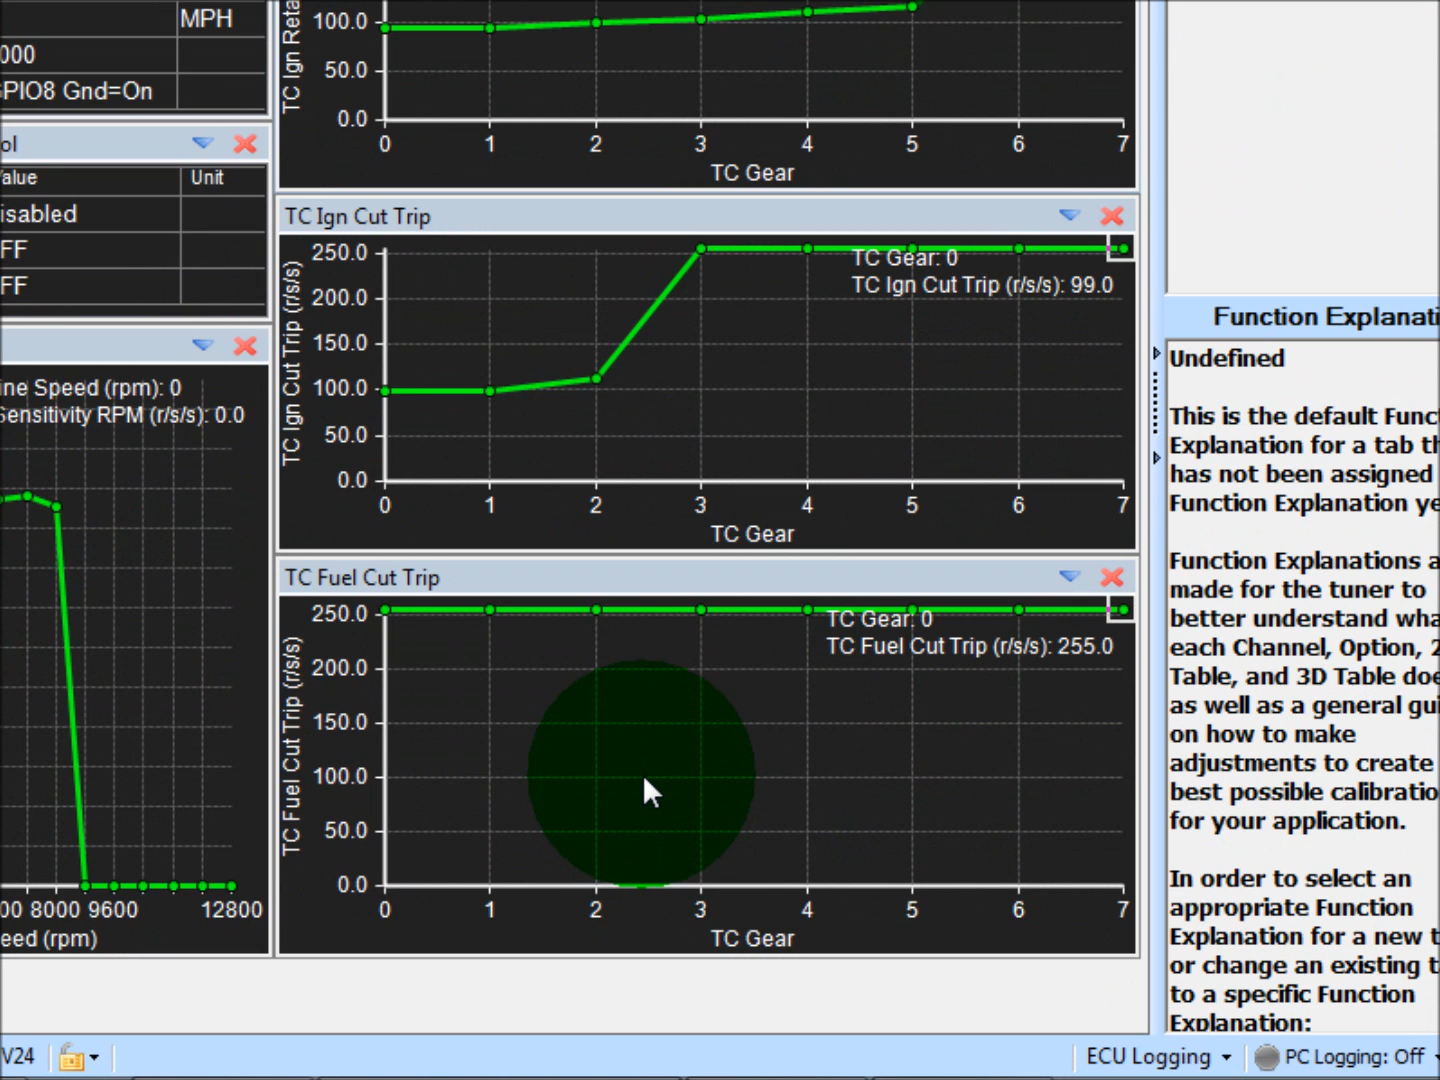 MPH
000
PIO8 Gnd=On
ol
alue Unit
isabled
FF
FF
ine Speed (rpm): 0
Sensitivity RPM (r/s/s): 0.0
00 8000 9600 12800
eed (rpm)
TC Ign Reta
100.0
50.0
0.0
0 1 2 3 4 5 6 7
TC Gear
TC Ign Cut Trip
TC Ign Cut Trip (r/s/s)
250.0
200.0
150.0
100.0
50.0
0.0
TC Gear: 0
TC Ign Cut Trip (r/s/s): 99.0
0 1 2 3 4 5 6 7
TC Gear
TC Fuel Cut Trip
TC Fuel Cut Trip (r/s/s)
250.0
200.0
150.0
100.0
50.0
0.0
TC Gear: 0
TC Fuel Cut Trip (r/s/s): 255.0
0 1 2 3 4 5 6 7
TC Gear
Function Explanati
Undefined
This is the default Func
Explanation for a tab th
has not been assigned
Function Explanation ye
Function Explanations a
made for the tuner to
better understand wha
each Channel, Option, 2
Table, and 3D Table doe
as well as a general gui
on how to make
adjustments to create
best possible calibratio
for your application.
In order to select an
appropriate Function
Explanation for a new t
or change an existing t
to a specific Function
Explanation:
V24
ECU Logging
PC Logging: Off